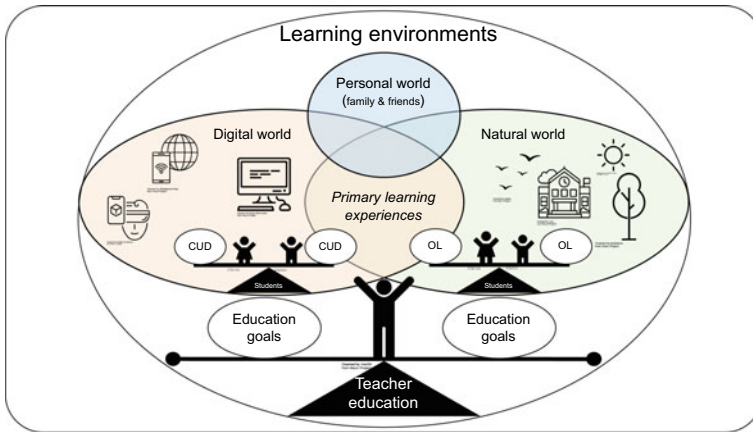 Learning environments
Personal world
(family & friends)
Digital world
Natural world
Primary learning
experiences
CUD
CUD
OL
OL
Students
Students
Education
goals
Education
goals
Teacher
education